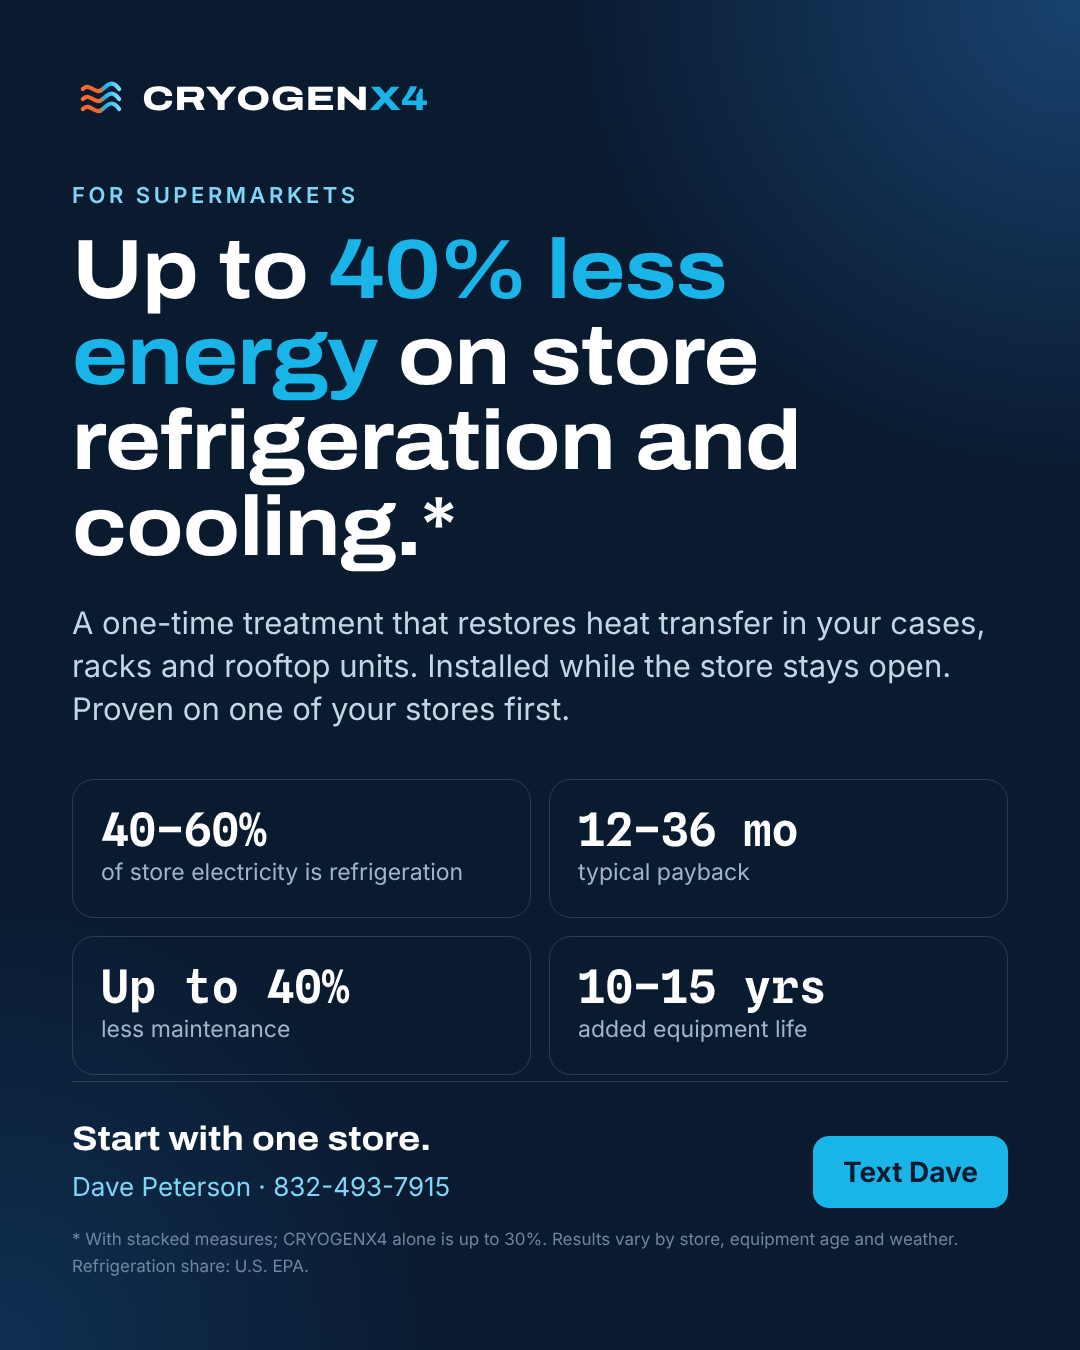 CRYOGENX4
FOR SUPERMARKETS
Up to 40% less
energy on store
refrigeration and
cooling.*
A one-time treatment that restores heat transfer in your cases,
racks and rooftop units. Installed while the store stays open.
Proven on one of your stores first.
40–60%
of store electricity is refrigeration
12–36 mo
typical payback
Up to 40%
less maintenance
10–15 yrs
added equipment life
Start with one store.
Dave Peterson · 832-493-7915
Text Dave
* With stacked measures; CRYOGENX4 alone is up to 30%. Results vary by store, equipment age and weather.
Refrigeration share: U.S. EPA.